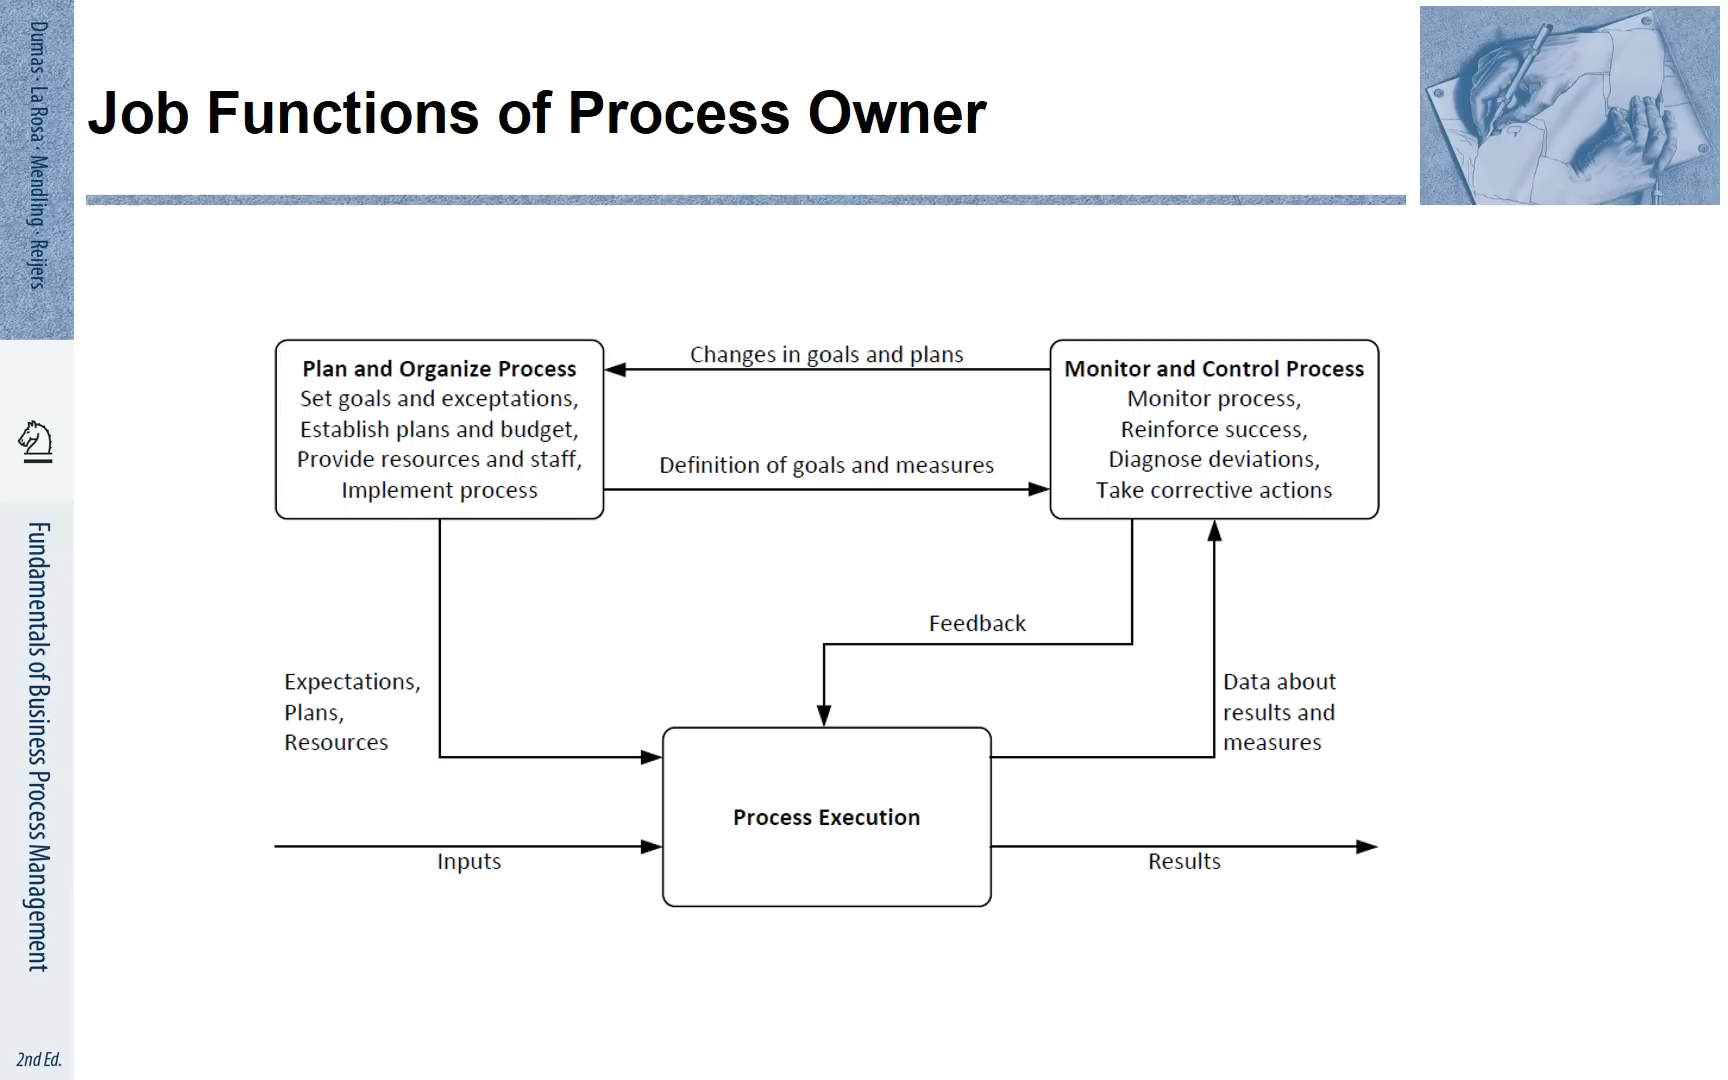 Dumas · La Rosa · Mendling · Reijers
Fundamentals of Business Process Management
2nd Ed.
Job Functions of Process Owner
Plan and Organize Process
Set goals and exceptations,
Establish plans and budget,
Provide resources and staff,
Implement process
Changes in goals and plans
Definition of goals and measures
Monitor and Control Process
Monitor process,
Reinforce success,
Diagnose deviations,
Take corrective actions
Feedback
Expectations,
Plans,
Resources
Data about
results and
measures
Process Execution
Inputs
Results